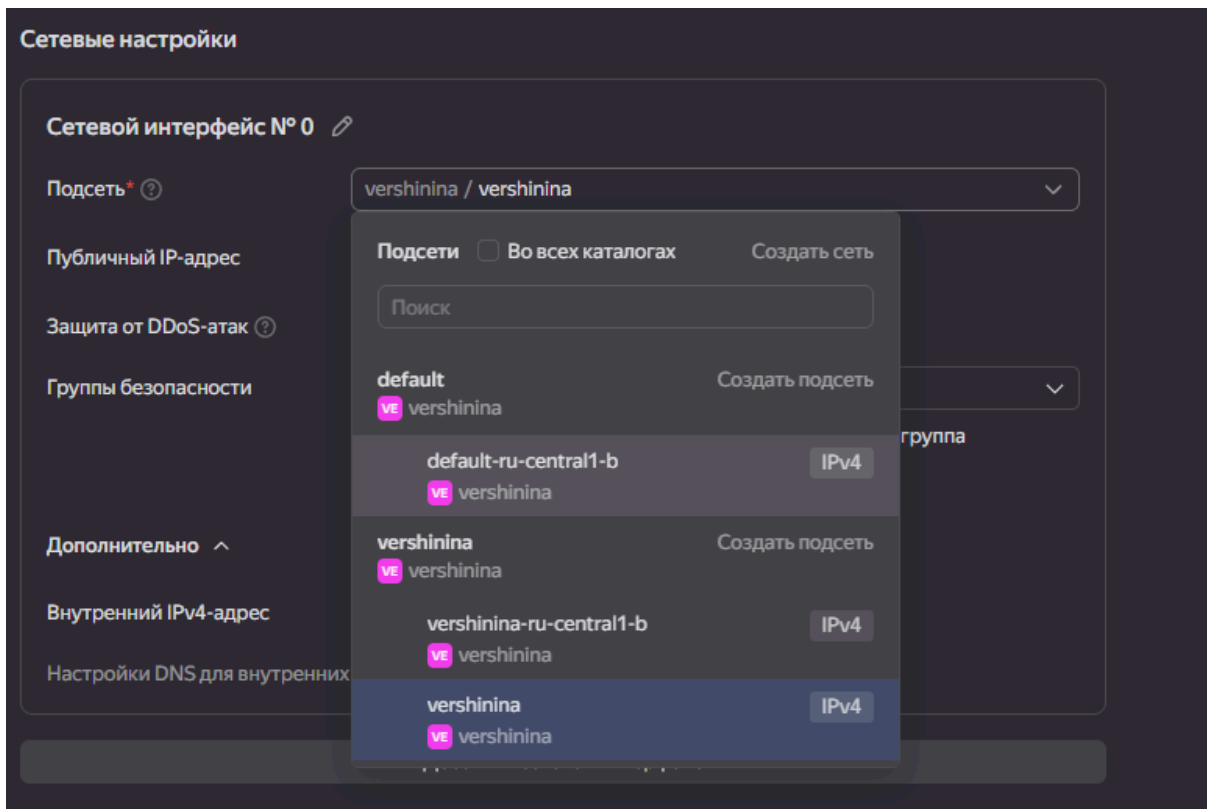 Сетевые настройки
Сетевой интерфейс № 0
Подсеть* ?
vershinina / vershinina
Подсети Во всех каталогах Создать сеть
Публичный IP-адрес
Поиск
Защита от DDoS-атак ?
default Создать подсеть
VE vershinina
Группы безопасности
группа
default-ru-central1-b IPv4
VE vershinina
Дополнительно
vershinina Создать подсеть
VE vershinina
Внутренний IPv4-адрес
vershinina-ru-central1-b IPv4
VE vershinina
Настройки DNS для внутренних
vershinina IPv4
VE vershinina